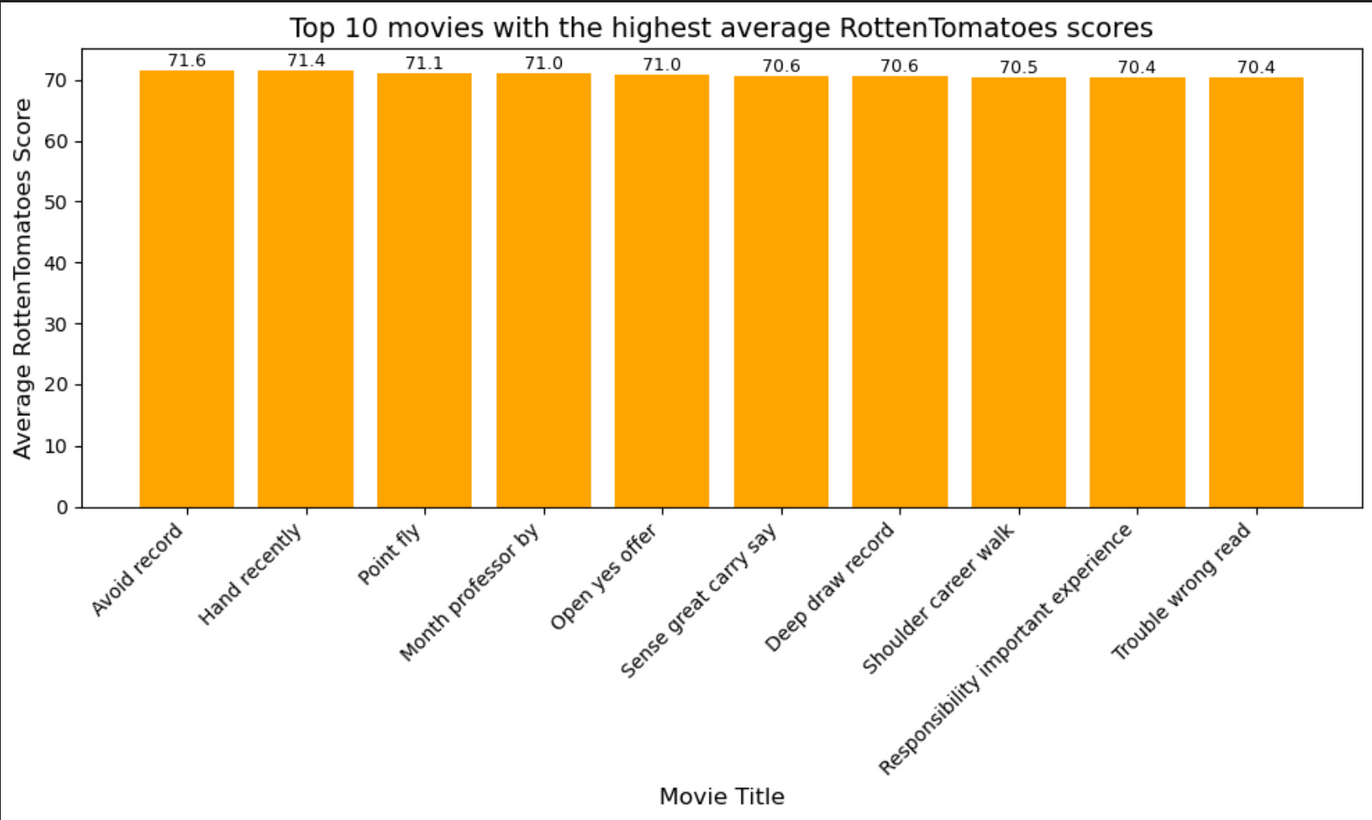 Top 10 movies with the highest average RottenTomatoes scores
71.6 71.4 71.1 71.0 71.0 70.6 70.6 70.5 70.4 70.4
Average RottenTomatoes Score
70
60
50
40
30
20
10
0
Avoid record
Hand recently
Point fly
Month professor by
Open yes offer
Sense great carry say
Deep draw record
Shoulder career walk
Responsibility important experience
Trouble wrong read
Movie Title